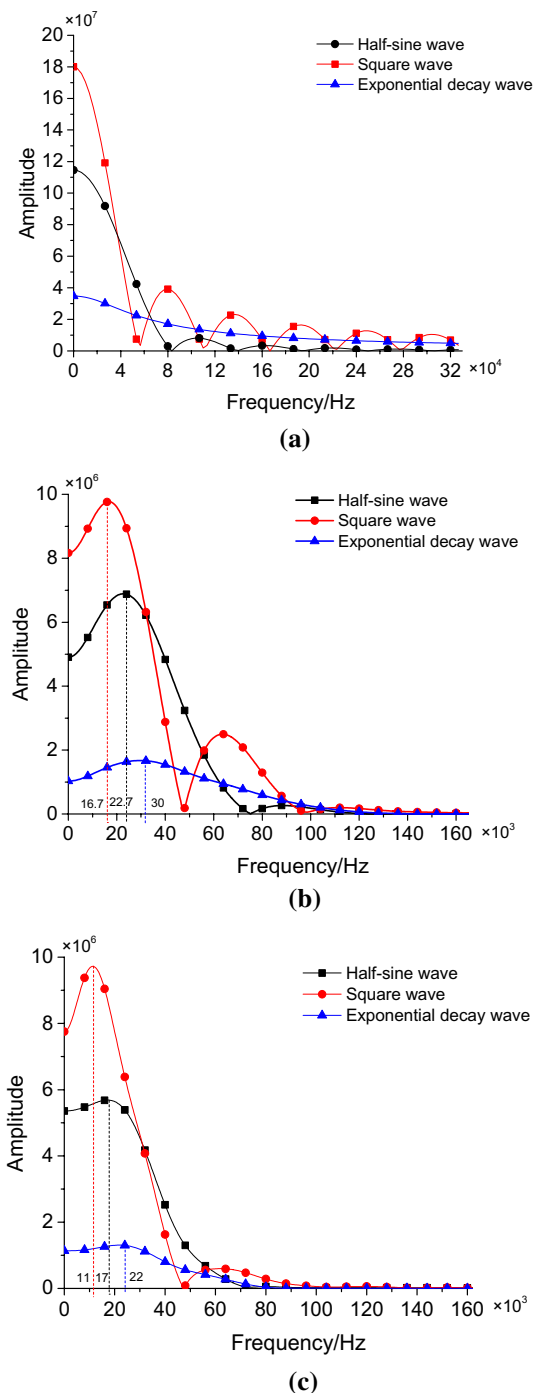 ×10⁷
20
18
16
14
12
10
8
6
4
2
0
Amplitude
Half-sine wave
Square wave
Exponential decay wave
0 4 8 12 16 20 24 28 32 ×10⁴
Frequency/Hz
(a)
×10⁶
10
8
6
4
2
0
Amplitude
Half-sine wave
Square wave
Exponential decay wave
16.7 22.7 30
0 20 40 60 80 100 120 140 160 ×10³
Frequency/Hz
(b)
×10⁶
10
8
6
4
2
0
Amplitude
Half-sine wave
Square wave
Exponential decay wave
11 17 22
0 20 40 60 80 100 120 140 160 ×10³
Frequency/Hz
(c)